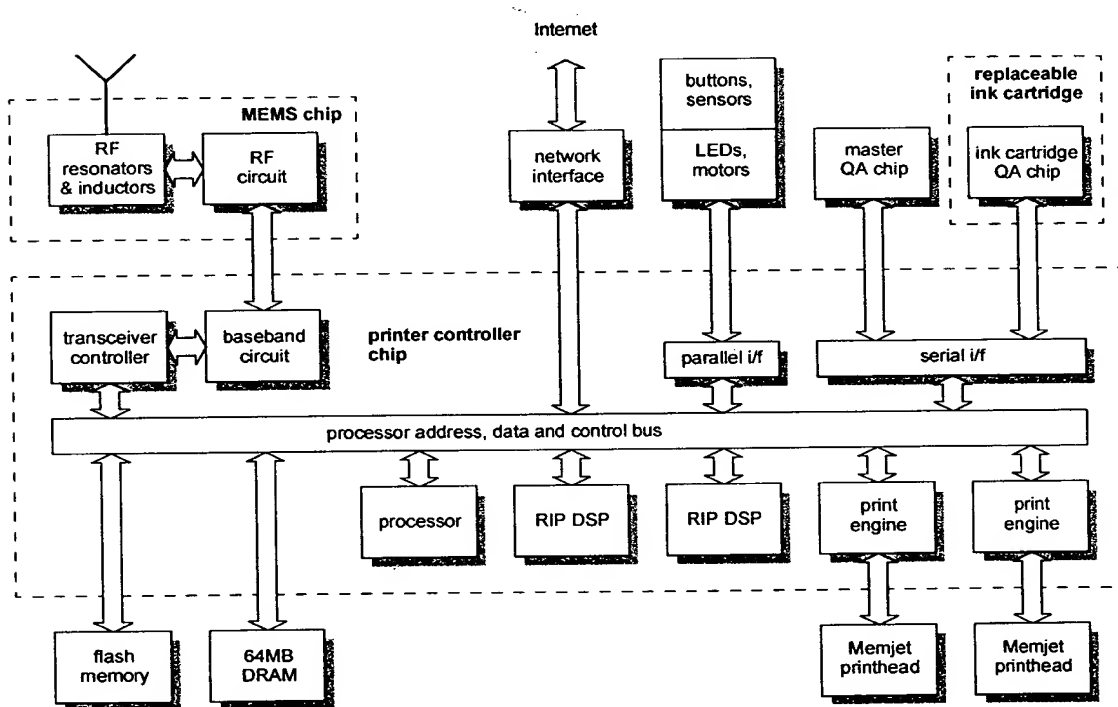 Internet
MEMS chip
RF
resonators
& inductors
RF
circuit
network
interface
buttons,
sensors
LEDs,
motors
master
QA chip
replaceable
ink cartridge
ink cartridge
QA chip
transceiver
controller
baseband
circuit
printer controller
chip
parallel i/f
serial i/f
processor address, data and control bus
processor
RIP DSP
RIP DSP
print
engine
print
engine
flash
memory
64MB
DRAM
Memjet
printhead
Memjet
printhead